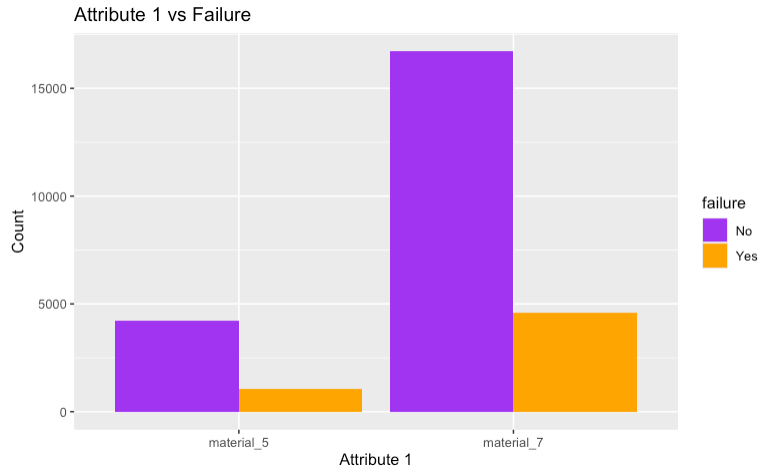 Attribute 1 vs Failure
Count
15000
10000
5000
0
material_5
material_7
Attribute 1
failure
No
Yes